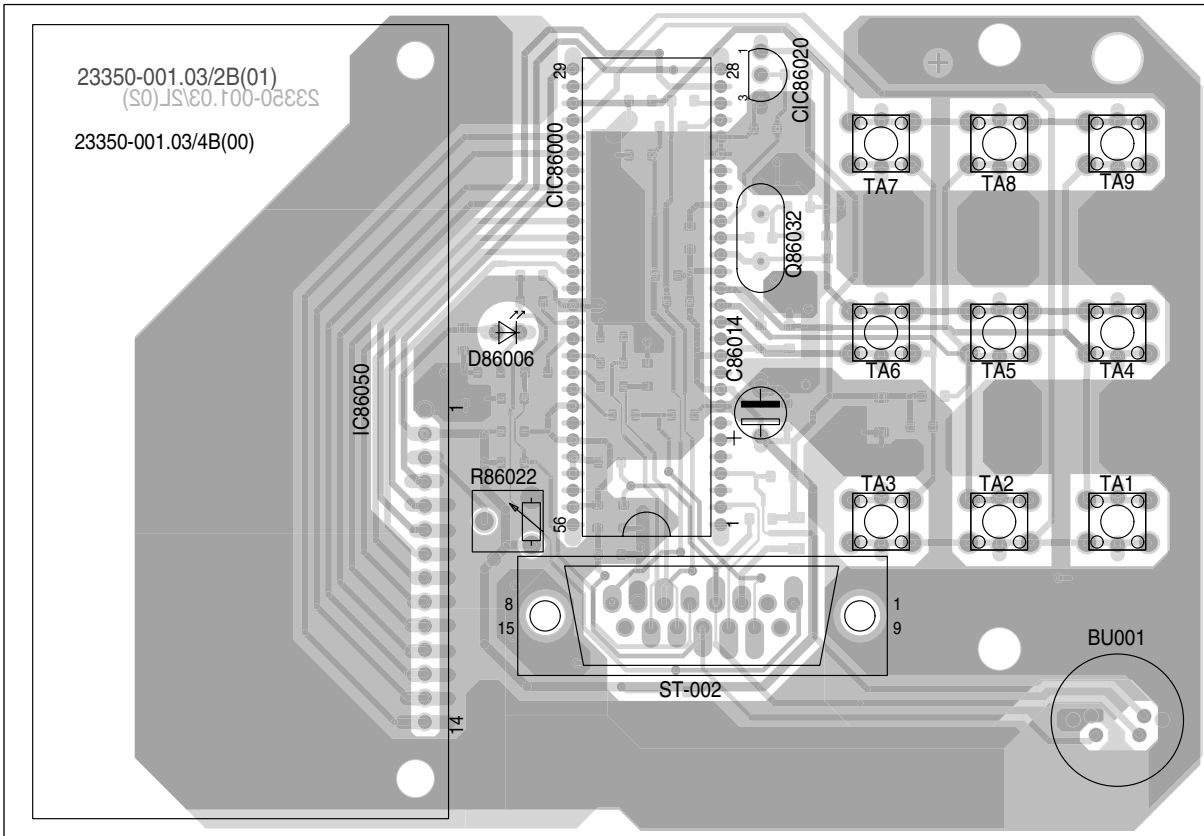 23350-001.03/2B(01)
23350-001.03/2L(02)
23350-001.03/4B(00)
29
28
1
3
CIC86020
CIC86000
TA7
TA8
TA9
Q86032
D86006
C86014
+
IC86050
1
TA6
TA5
TA4
R86022
56
1
TA3
TA2
TA1
8
15
1
9
BU001
ST-002
14